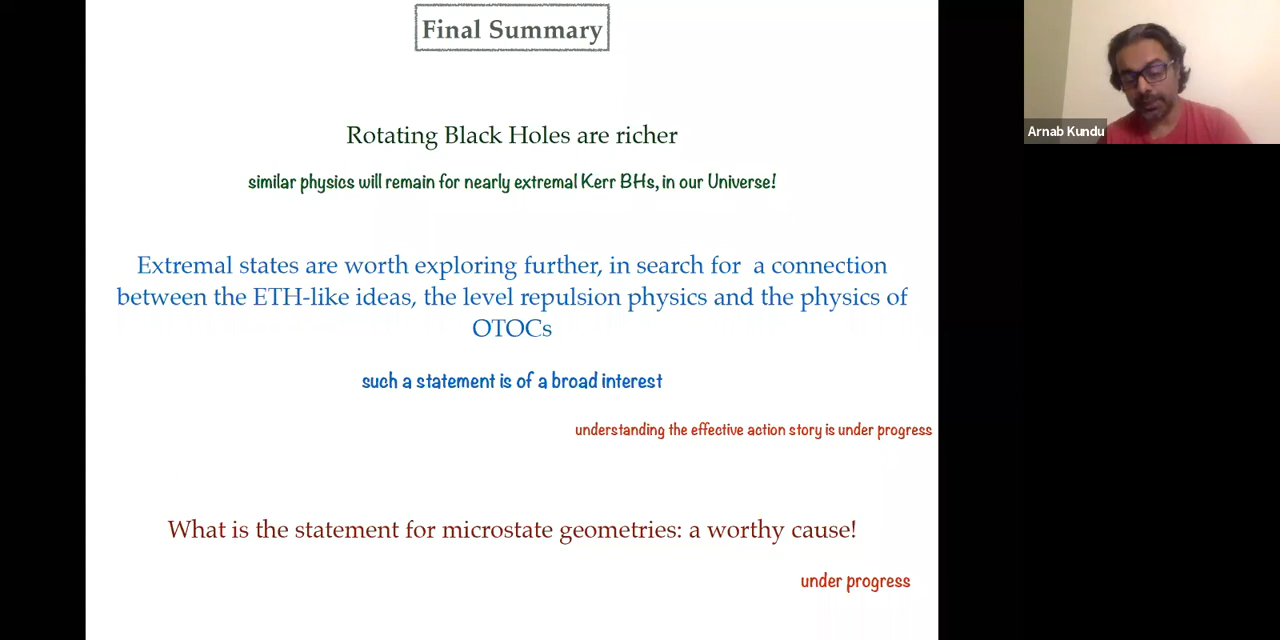 Final Summary
Arnab Kundu
Rotating Black Holes are richer
similar physics will remain for nearly extremal Kerr BHs, in our Universe!
Extremal states are worth exploring further, in search for a connection
between the ETH-like ideas, the level repulsion physics and the physics of
OTOCs
such a statement is of a broad interest
understanding the effective action story is under progress
What is the statement for microstate geometries: a worthy cause!
under progress